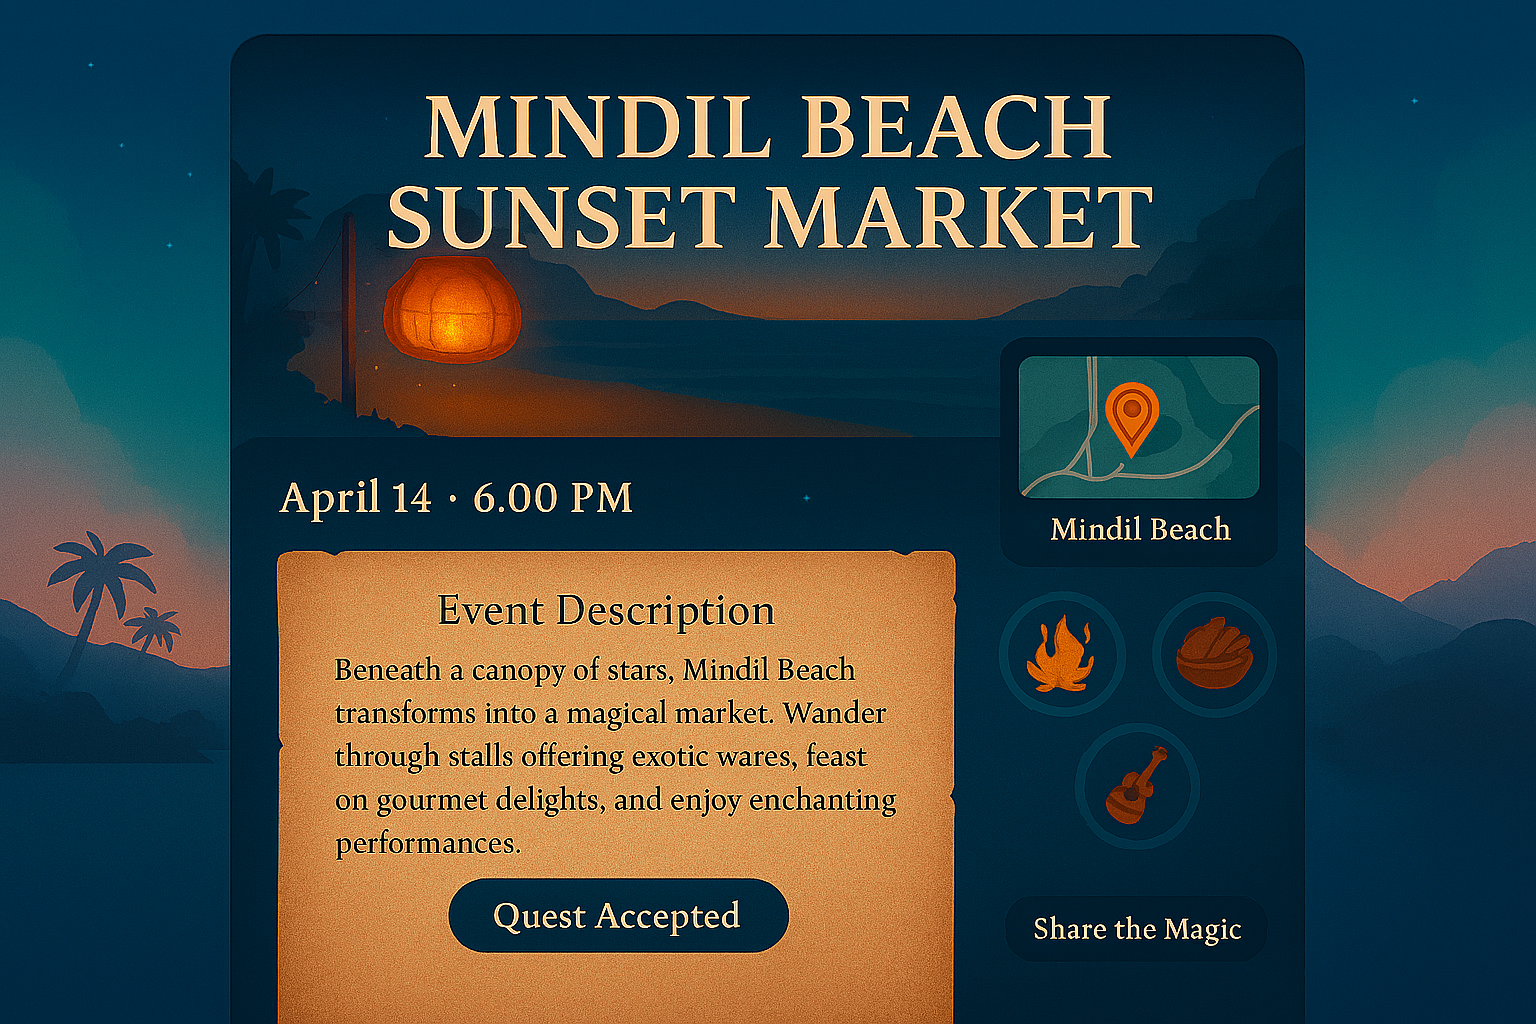 MINDIL BEACH
SUNSET MARKET
April 14 · 6.00 PM
Mindil Beach
Event Description
Beneath a canopy of stars, Mindil Beach
transforms into a magical market. Wander
through stalls offering exotic wares, feast
on gourmet delights, and enjoy enchanting
performances.
Quest Accepted
Share the Magic